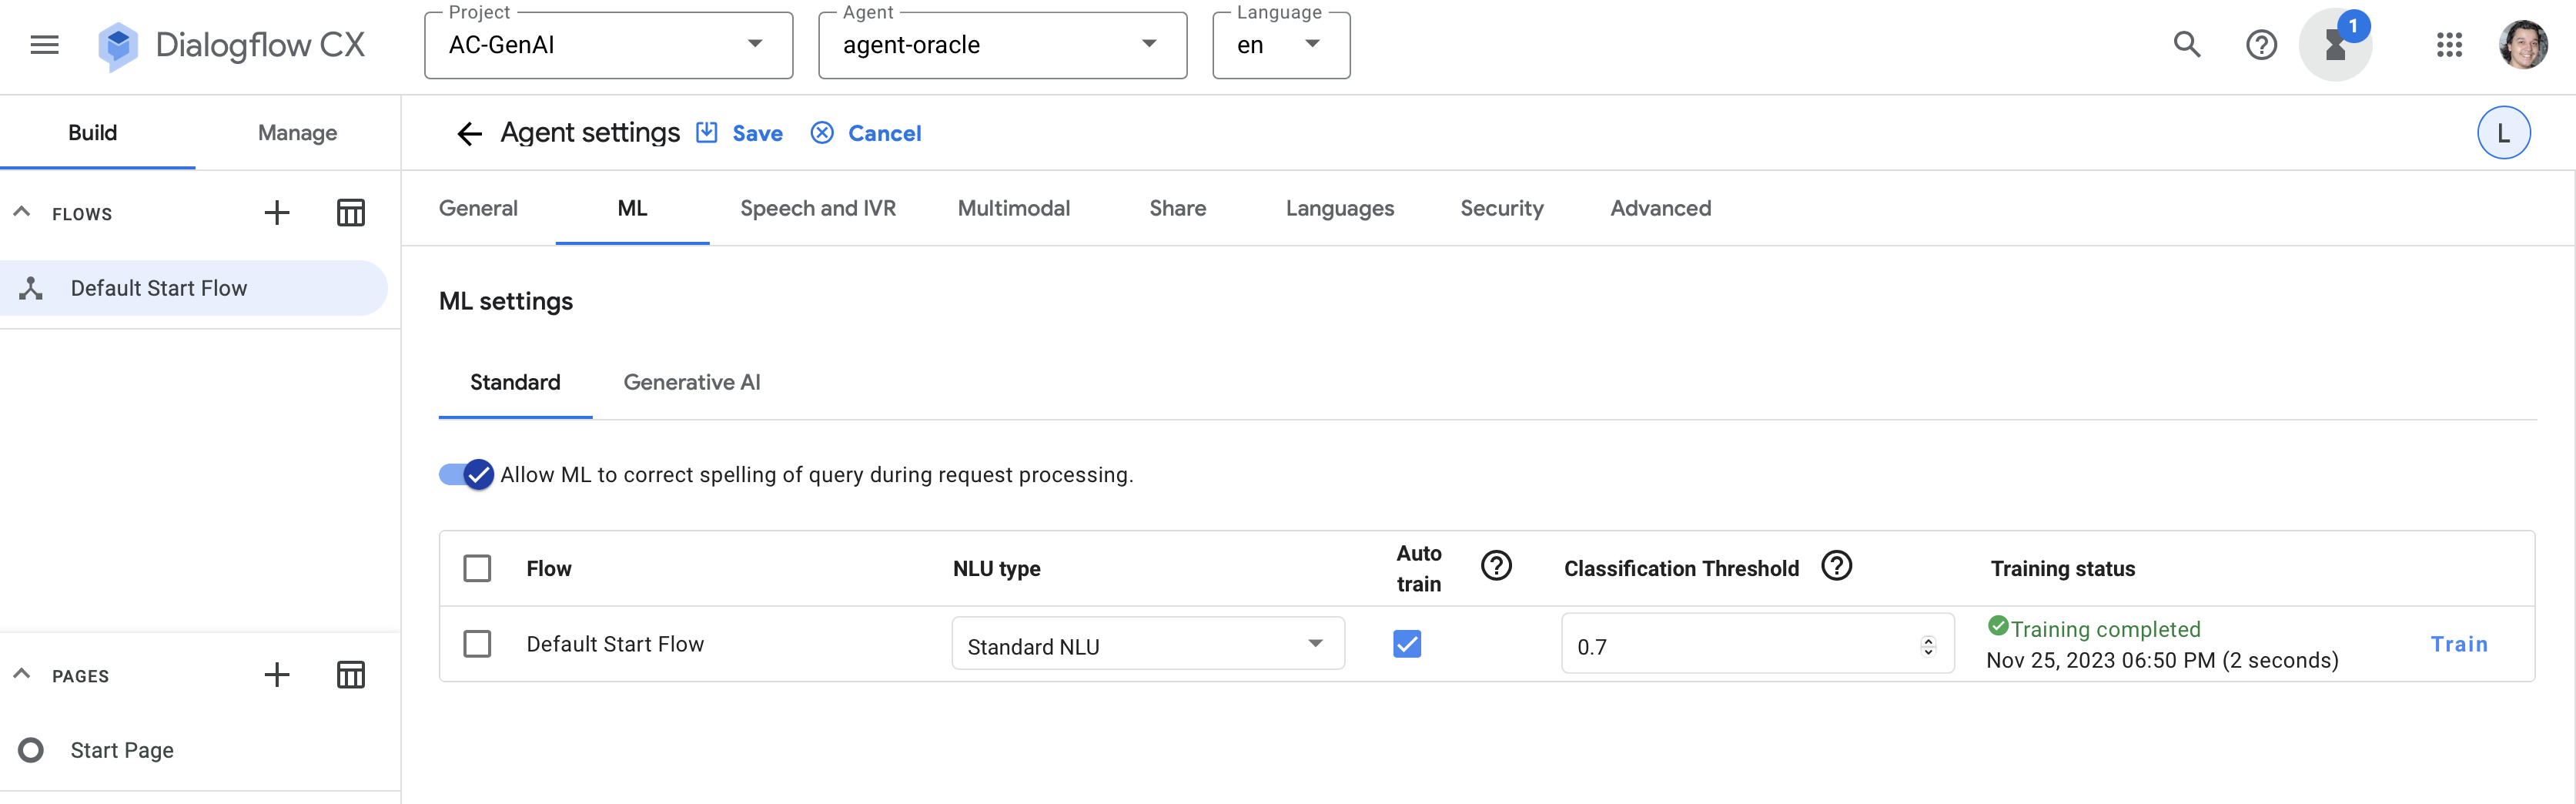 Project
Agent
Language
Dialogflow CX
AC-GenAI
agent-oracle
en
1
Build
Manage
Agent settings
Save
Cancel
L
FLOWS
General
ML
Speech and IVR
Multimodal
Share
Languages
Security
Advanced
Default Start Flow
ML settings
Standard
Generative AI
Allow ML to correct spelling of query during request processing.
Flow
NLU type
Auto
train
Classification Threshold
Training status
Default Start Flow
Standard NLU
0.7
Training completed
Nov 25, 2023 06:50 PM (2 seconds)
Train
PAGES
Start Page